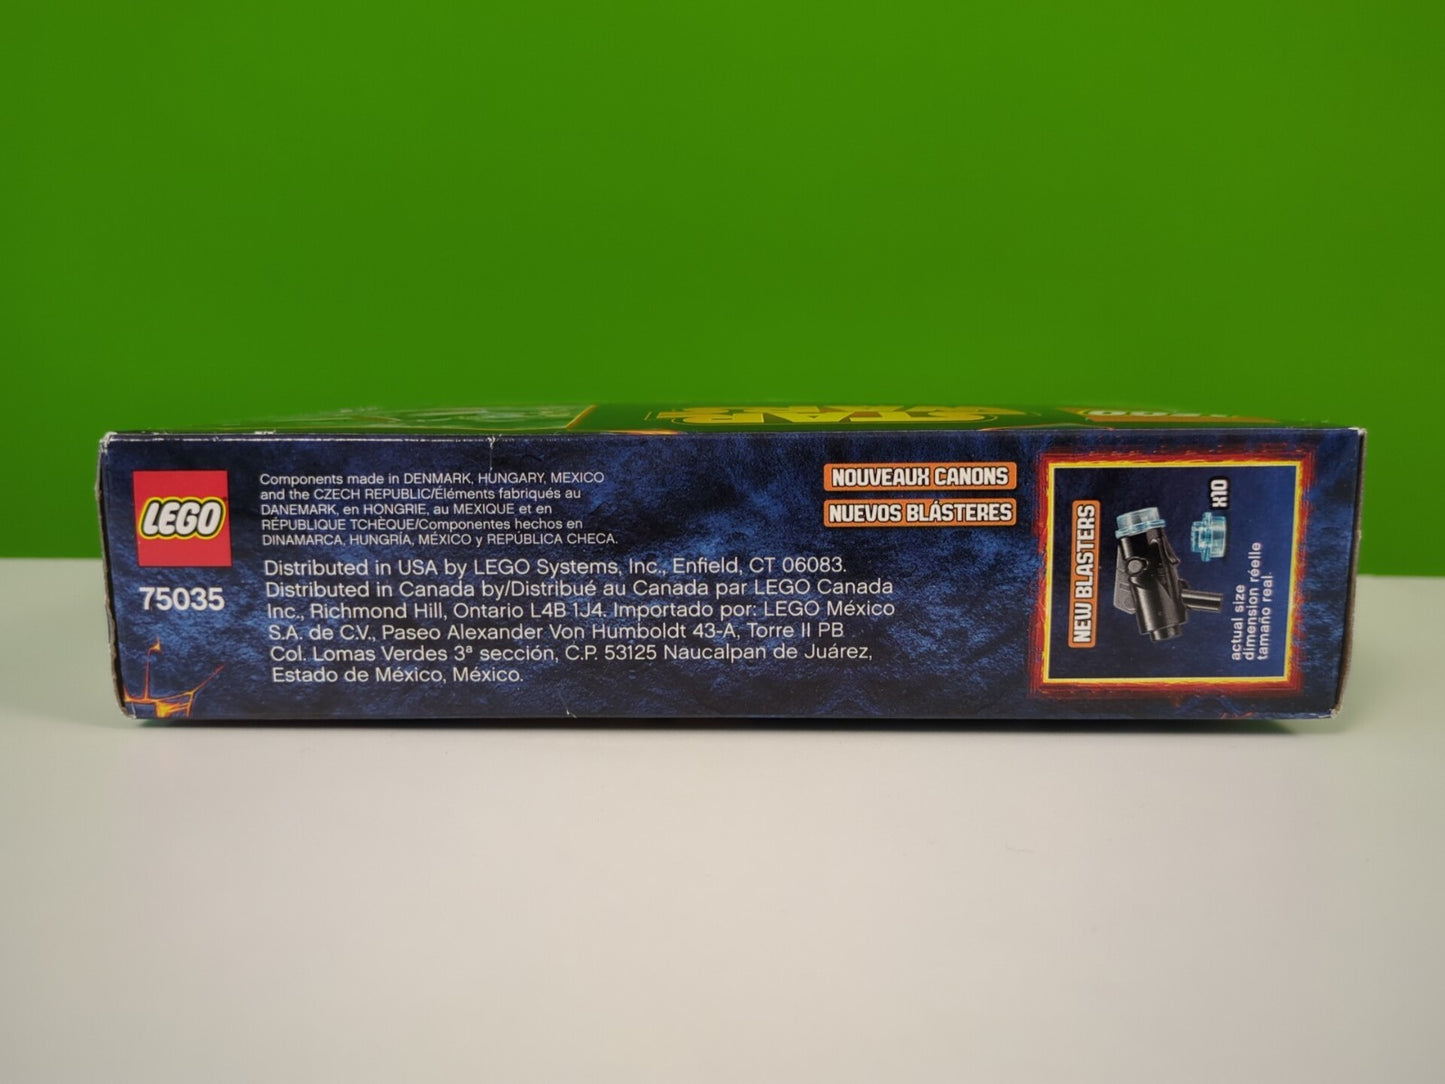 STAR
LEGO
75035
Components made in DENMARK, HUNGARY, MEXICO
and the CZECH REPUBLIC/Éléments fabriqués au
DANEMARK, en HONGRIE, au MEXIQUE et en
RÉPUBLIQUE TCHÈQUE/Componentes hechos en
DINAMARCA, HUNGRÍA, MÉXICO y REPÚBLICA CHECA.
Distributed in USA by LEGO Systems, Inc., Enfield, CT 06083.
Distributed in Canada by/Distribué au Canada par LEGO Canada
Inc., Richmond Hill, Ontario L4B 1J4. Importado por: LEGO México
S.A. de C.V., Paseo Alexander Von Humboldt 43-A, Torre II PB
Col. Lomas Verdes 3ª sección, C.P. 53125 Naucalpan de Juárez,
Estado de México, México.
NOUVEAUX CANONS
NUEVOS BLÁSTERES
NEW BLASTERS
X10
actual size
dimension réelle
tamaño real